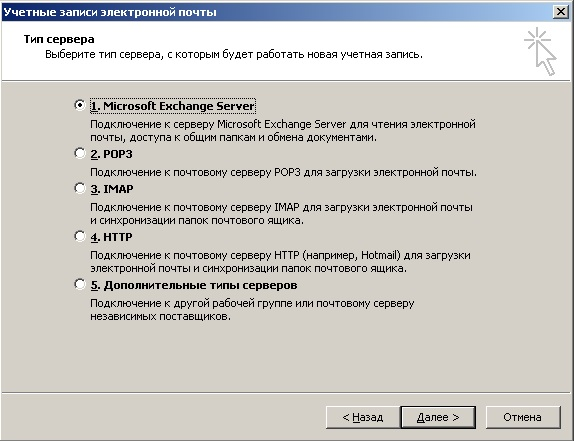 Учетные записи электронной почты
Тип сервера
Выберите тип сервера, с которым будет работать новая учетная запись.
1. Microsoft Exchange Server
Подключение к серверу Microsoft Exchange Server для чтения электронной
почты, доступа к общим папкам и обмена документами.
2. POP3
Подключение к почтовому серверу POP3 для загрузки электронной почты.
3. IMAP
Подключение к почтовому серверу IMAP для загрузки электронной почты
и синхронизации папок почтового ящика.
4. HTTP
Подключение к почтовому серверу HTTP (например, Hotmail) для загрузки
электронной почты и синхронизации папок почтового ящика.
5. Дополнительные типы серверов
Подключение к другой рабочей группе или почтовому серверу
независимых поставщиков.
< Назад Далее > Отмена